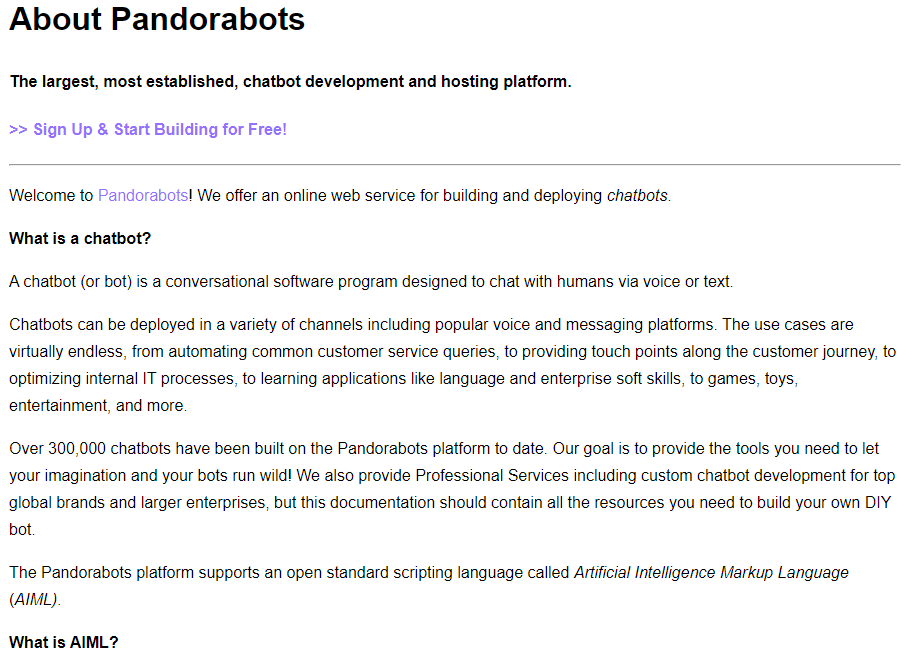 About Pandorabots
The largest, most established, chatbot development and hosting platform.
>> Sign Up & Start Building for Free!
Welcome to Pandorabots! We offer an online web service for building and deploying chatbots.
What is a chatbot?
A chatbot (or bot) is a conversational software program designed to chat with humans via voice or text.
Chatbots can be deployed in a variety of channels including popular voice and messaging platforms. The use cases are
virtually endless, from automating common customer service queries, to providing touch points along the customer journey, to
optimizing internal IT processes, to learning applications like language and enterprise soft skills, to games, toys,
entertainment, and more.
Over 300,000 chatbots have been built on the Pandorabots platform to date. Our goal is to provide the tools you need to let
your imagination and your bots run wild! We also provide Professional Services including custom chatbot development for top
global brands and larger enterprises, but this documentation should contain all the resources you need to build your own DIY
bot.
The Pandorabots platform supports an open standard scripting language called Artificial Intelligence Markup Language
(AIML).
What is AIML?